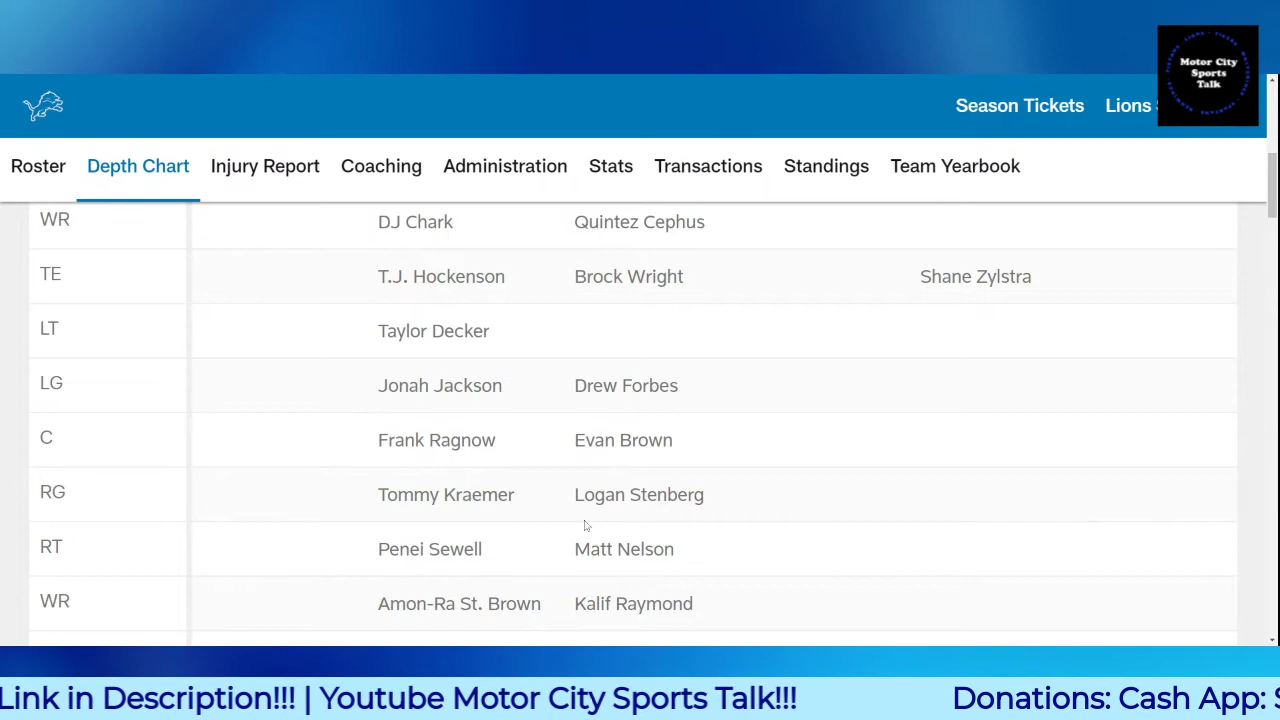 Motor City
Sports
Talk
Season Tickets Lions
Roster Depth Chart Injury Report Coaching Administration Stats Transactions Standings Team Yearbook
WR DJ Chark Quintez Cephus
TE T.J. Hockenson Brock Wright Shane Zylstra
LT Taylor Decker
LG Jonah Jackson Drew Forbes
C Frank Ragnow Evan Brown
RG Tommy Kraemer Logan Stenberg
RT Penei Sewell Matt Nelson
WR Amon-Ra St. Brown Kalif Raymond
Link in Description!!! | Youtube Motor City Sports Talk!!! Donations: Cash App: